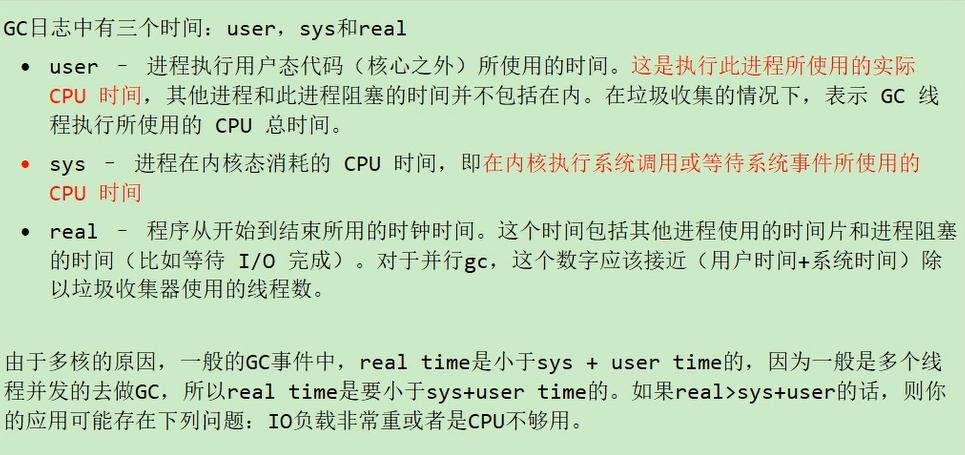 GC日志中有三个时间：user，sys和real
• user – 进程执行用户态代码（核心之外）所使用的时间。这是执行此进程所使用的实际
CPU 时间，其他进程和此进程阻塞的时间并不包括在内。在垃圾收集的情况下，表示 GC 线
程执行所使用的 CPU 总时间。
• sys – 进程在内核态消耗的 CPU 时间，即在内核执行系统调用或等待系统事件所使用的
CPU 时间
• real – 程序从开始到结束所用的时钟时间。这个时间包括其他进程使用的时间片和进程阻塞
的时间（比如等待 I/O 完成）。对于并行gc，这个数字应该接近（用户时间+系统时间）除
以垃圾收集器使用的线程数。
由于多核的原因，一般的GC事件中，real time是小于sys + user time的，因为一般是多个线
程并发的去做GC，所以real time是要小于sys+user time的。如果real>sys+user的话，则你
的应用可能存在下列问题：IO负载非常重或者是CPU不够用。